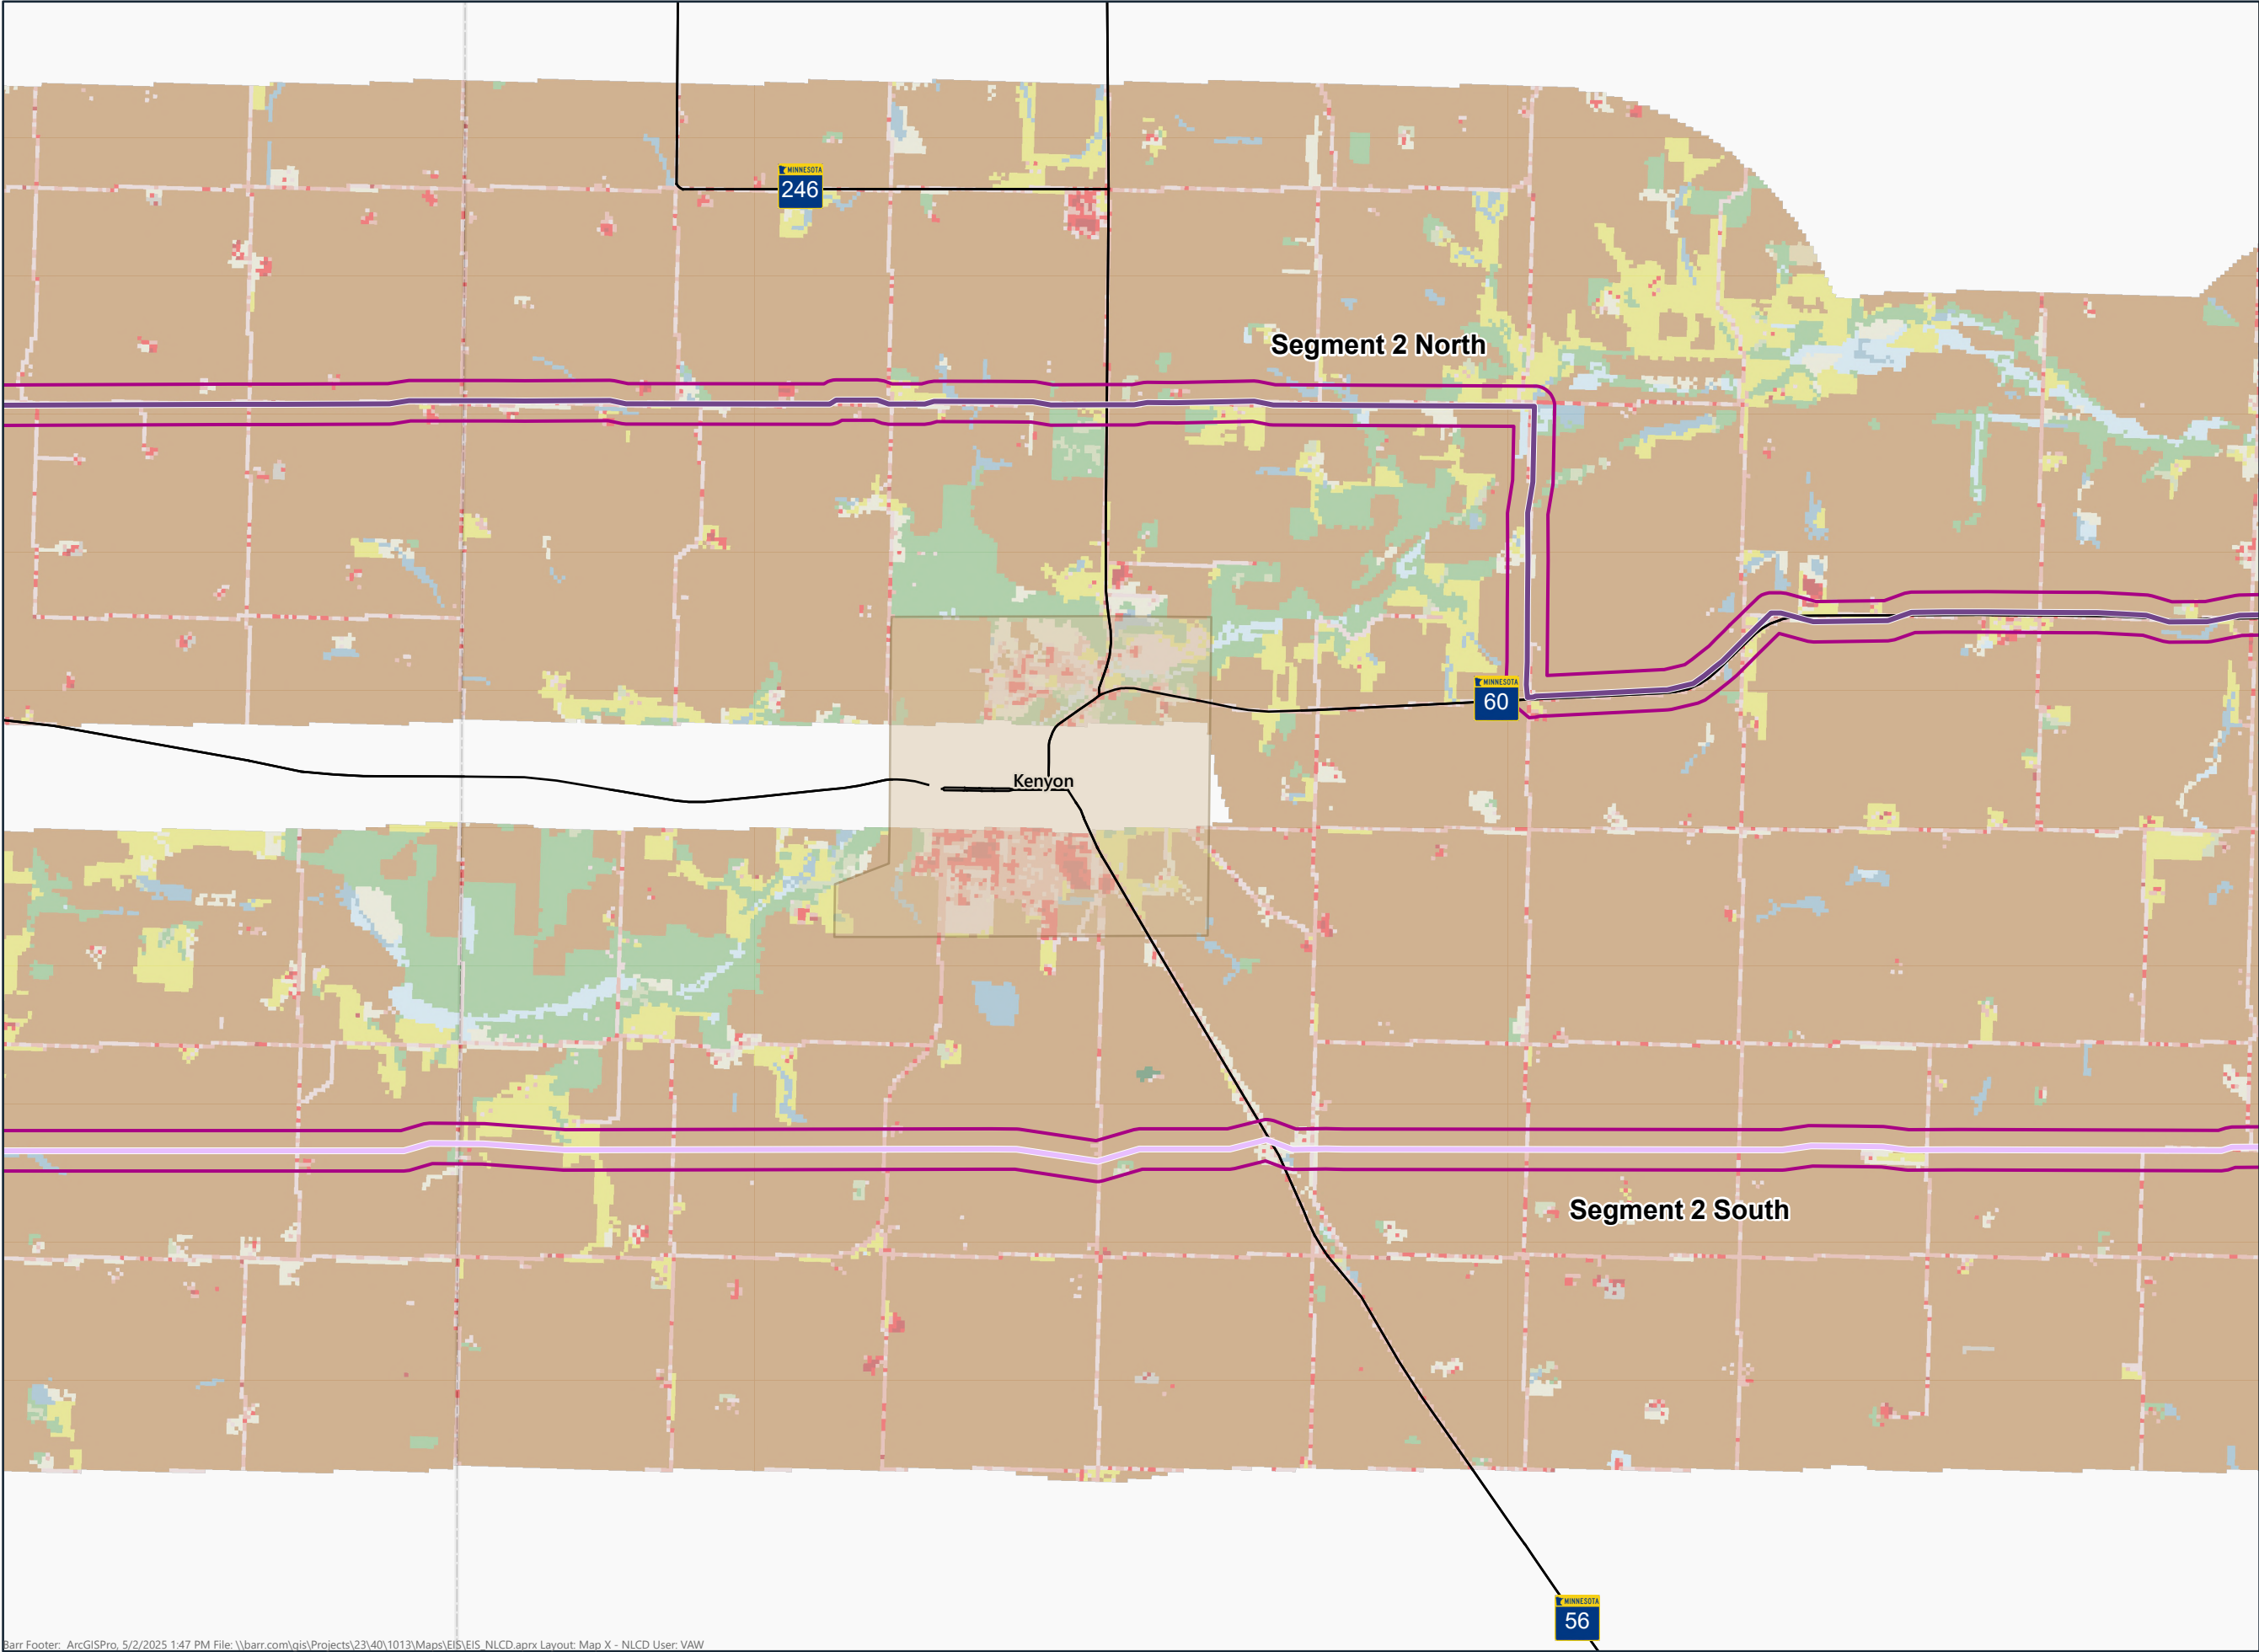 MINNESOTA
246
Segment 2 North
MINNESOTA
60
Kenyon
Segment 2 South
MINNESOTA
56
Barr Footer: ArcGISPro, 5/2/2025 1:47 PM File: \\barr.com\gis\Projects\23\40\1013\Maps\EIS\EIS_NLCD.aprx Layout: Map X - NLCD User: VAW